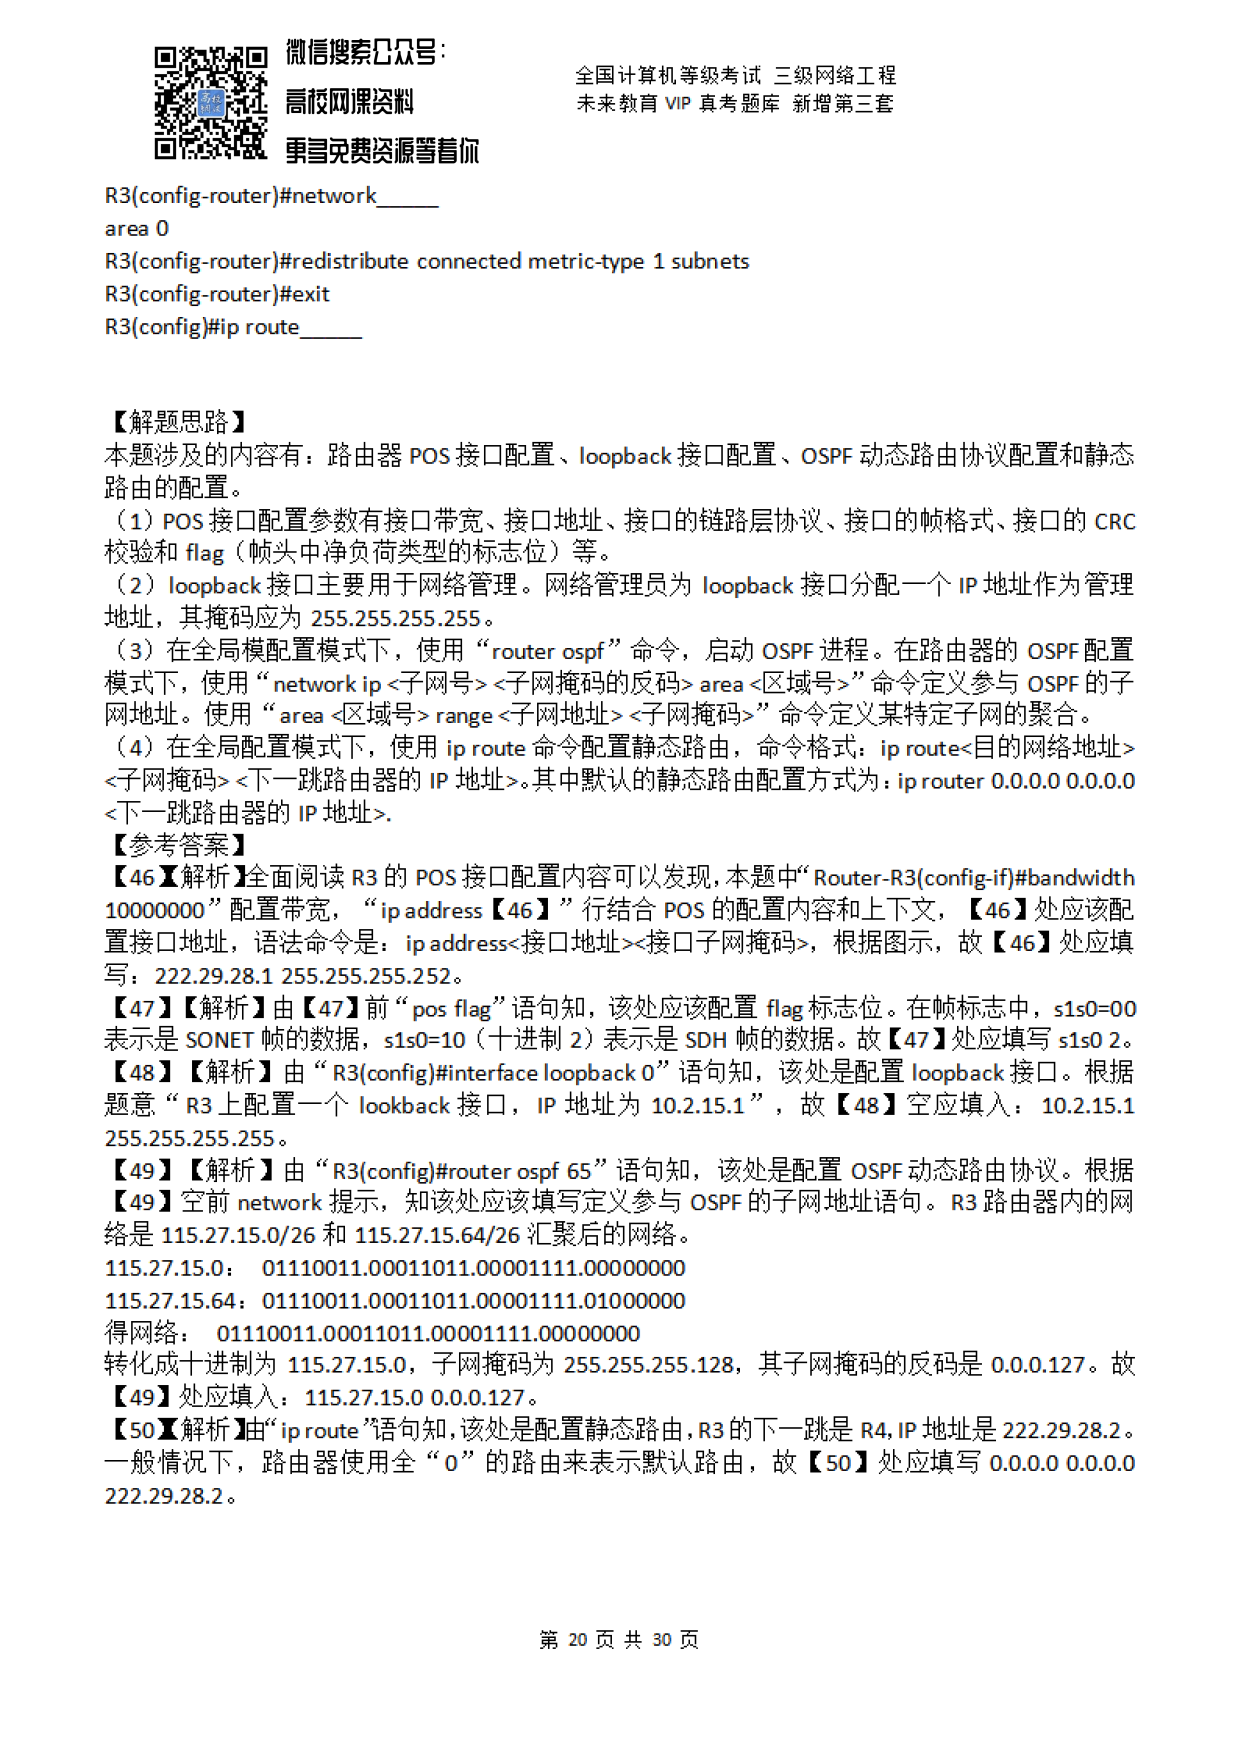 微信搜索公众号：
高校网课资料
更多免费资源等着你
全国计算机等级考试 三级网络工程
未来教育 VIP 真考题库 新增第三套
R3(config-router)#network_____
area 0
R3(config-router)#redistribute connected metric-type 1 subnets
R3(config-router)#exit
R3(config)#ip route_____
【解题思路】
本题涉及的内容有：路由器 POS 接口配置、loopback 接口配置、OSPF 动态路由协议配置和静态
路由的配置。
（1）POS 接口配置参数有接口带宽、接口地址、接口的链路层协议、接口的帧格式、接口的 CRC
校验和 flag（帧头中净负荷类型的标志位）等。
（2）loopback 接口主要用于网络管理。网络管理员为 loopback 接口分配一个 IP 地址作为管理
地址，其掩码应为 255.255.255.255。
（3）在全局模配置模式下，使用“router ospf”命令，启动 OSPF 进程。在路由器的 OSPF 配置
模式下，使用“network ip <子网号> <子网掩码的反码> area <区域号>”命令定义参与 OSPF 的子
网地址。使用“area <区域号> range <子网地址> <子网掩码>”命令定义某特定子网的聚合。
（4）在全局配置模式下，使用 ip route 命令配置静态路由，命令格式：ip route<目的网络地址>
<子网掩码> <下一跳路由器的 IP 地址>。其中默认的静态路由配置方式为：ip router 0.0.0.0 0.0.0.0
<下一跳路由器的 IP 地址>.
【参考答案】
【46】【解析】全面阅读 R3 的 POS 接口配置内容可以发现，本题中“Router-R3(config-if)#bandwidth
10000000”配置带宽，“ip address【46】”行结合 POS 的配置内容和上下文，【46】处应该配
置接口地址，语法命令是：ip address<接口地址><接口子网掩码>，根据图示，故【46】处应填
写：222.29.28.1 255.255.255.252。
【47】【解析】由【47】前“pos flag”语句知，该处应该配置 flag 标志位。在帧标志中，s1s0=00
表示是 SONET 帧的数据，s1s0=10（十进制 2）表示是 SDH 帧的数据。故【47】处应填写 s1s0 2。
【48】【解析】由“R3(config)#interface loopback 0”语句知，该处是配置 loopback 接口。根据
题意“R3 上配置一个 lookback 接口，IP 地址为 10.2.15.1”，故【48】空应填入：10.2.15.1
255.255.255.255。
【49】【解析】由“R3(config)#router ospf 65”语句知，该处是配置 OSPF 动态路由协议。根据
【49】空前 network 提示，知该处应该填写定义参与 OSPF 的子网地址语句。R3 路由器内的网
络是 115.27.15.0/26 和 115.27.15.64/26 汇聚后的网络。
115.27.15.0： 01110011.00011011.00001111.00000000
115.27.15.64：01110011.00011011.00001111.01000000
得网络： 01110011.00011011.00001111.00000000
转化成十进制为 115.27.15.0，子网掩码为 255.255.255.128，其子网掩码的反码是 0.0.0.127。故
【49】处应填入：115.27.15.0 0.0.0.127。
【50】【解析】由“ip route”语句知，该处是配置静态路由，R3 的下一跳是 R4，IP 地址是 222.29.28.2。
一般情况下，路由器使用全“0”的路由来表示默认路由，故【50】处应填写 0.0.0.0 0.0.0.0
222.29.28.2。
第 20 页 共 30 页